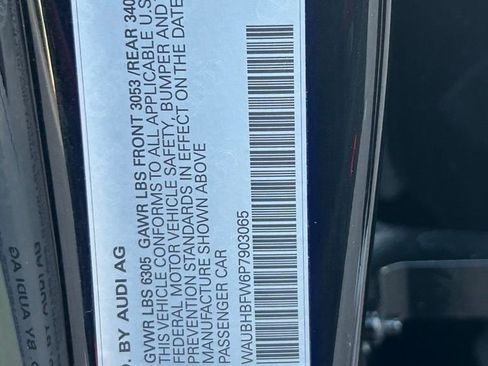 D. BY AUDI AG
GVWR LBS 6305 GAWR LBS FRONT 3053 /REAR 340
THIS VEHICLE CONFORMS TO ALL APPLICABLE U.S
FEDERAL MOTOR VEHICLE SAFETY, BUMPER AND
PREVENTION STANDARDS IN EFFECT ON THE DATE
MANUFACTURE SHOWN ABOVE
PASSENGER CAR
WAUBHBFW6P7903065